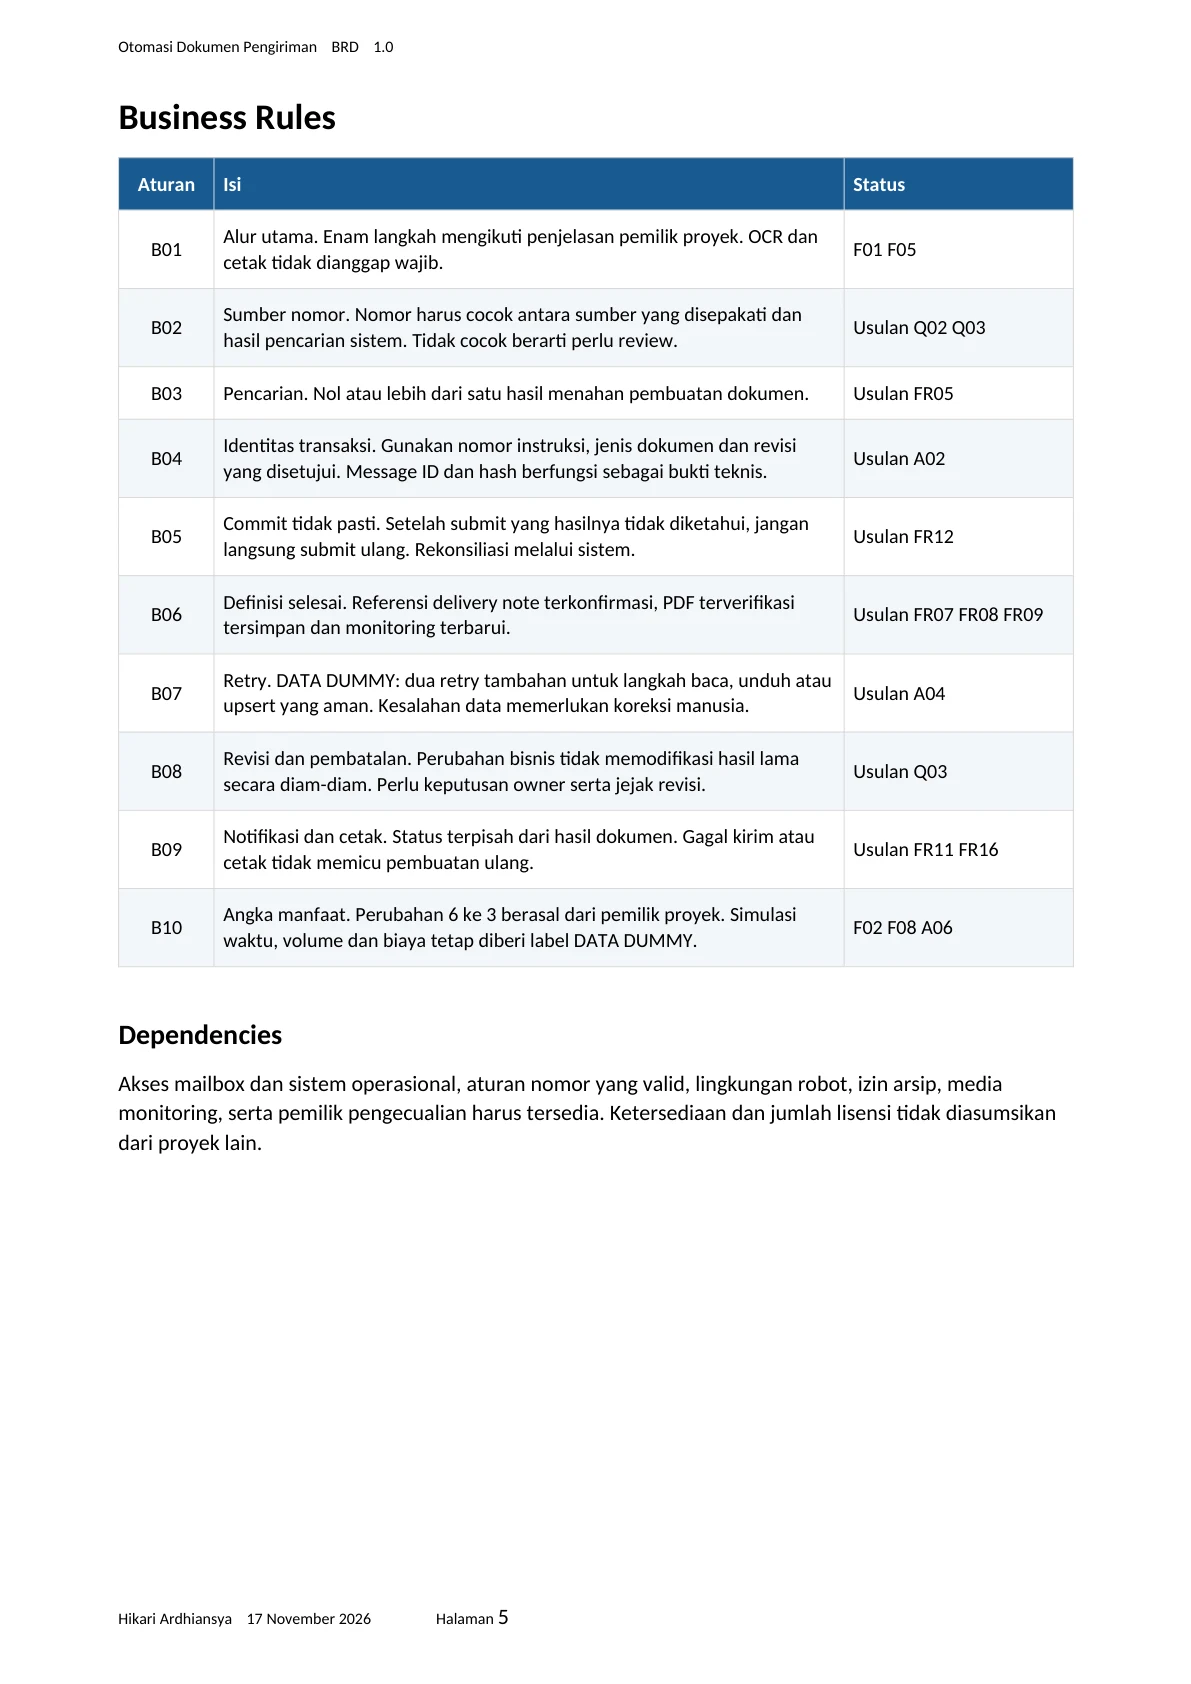 Otomasi Dokumen Pengiriman BRD 1.0
Business Rules
Aturan Isi Status
B01 Alur utama. Enam langkah mengikuti penjelasan pemilik proyek. OCR dan F01 F05
cetak tidak dianggap wajib.
B02 Sumber nomor. Nomor harus cocok antara sumber yang disepakati dan Usulan Q02 Q03
hasil pencarian sistem. Tidak cocok berarti perlu review.
B03 Pencarian. Nol atau lebih dari satu hasil menahan pembuatan dokumen. Usulan FR05
B04 Identitas transaksi. Gunakan nomor instruksi, jenis dokumen dan revisi Usulan A02
yang disetujui. Message ID dan hash berfungsi sebagai bukti teknis.
B05 Commit tidak pasti. Setelah submit yang hasilnya tidak diketahui, jangan Usulan FR12
langsung submit ulang. Rekonsiliasi melalui sistem.
B06 Definisi selesai. Referensi delivery note terkonfirmasi, PDF terverifikasi Usulan FR07 FR08 FR09
tersimpan dan monitoring terbarui.
B07 Retry. DATA DUMMY: dua retry tambahan untuk langkah baca, unduh atau Usulan A04
upsert yang aman. Kesalahan data memerlukan koreksi manusia.
B08 Revisi dan pembatalan. Perubahan bisnis tidak memodifikasi hasil lama Usulan Q03
secara diam-diam. Perlu keputusan owner serta jejak revisi.
B09 Notifikasi dan cetak. Status terpisah dari hasil dokumen. Gagal kirim atau Usulan FR11 FR16
cetak tidak memicu pembuatan ulang.
B10 Angka manfaat. Perubahan 6 ke 3 berasal dari pemilik proyek. Simulasi F02 F08 A06
waktu, volume dan biaya tetap diberi label DATA DUMMY.
Dependencies
Akses mailbox dan sistem operasional, aturan nomor yang valid, lingkungan robot, izin arsip, media
monitoring, serta pemilik pengecualian harus tersedia. Ketersediaan dan jumlah lisensi tidak diasumsikan
dari proyek lain.
Hikari Ardhiansya 17 November 2026 Halaman 5